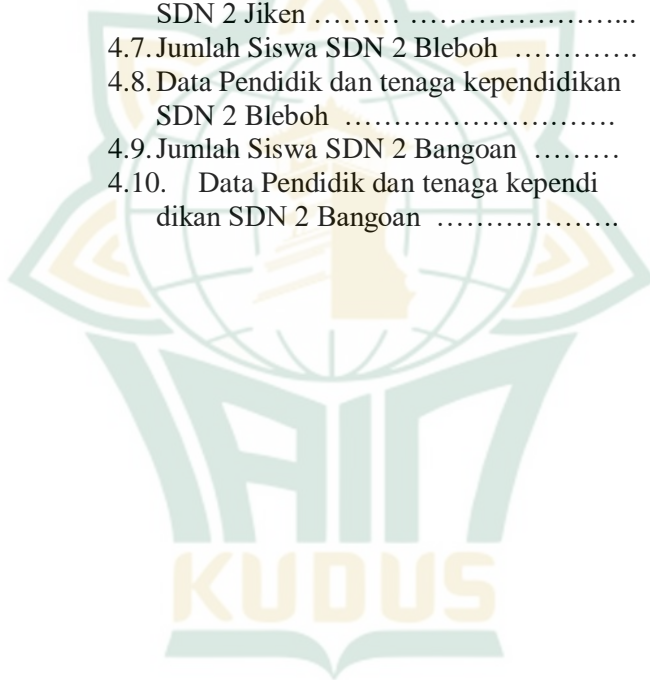 SDN 2 Jiken ……… …………………...
4.7. Jumlah Siswa SDN 2 Bleboh ………….
4.8. Data Pendidik dan tenaga kependidikan
SDN 2 Bleboh ……………………….
4.9. Jumlah Siswa SDN 2 Bangoan ………
4.10. Data Pendidik dan tenaga kependi
dikan SDN 2 Bangoan ……………….
IAIN
KUDUS